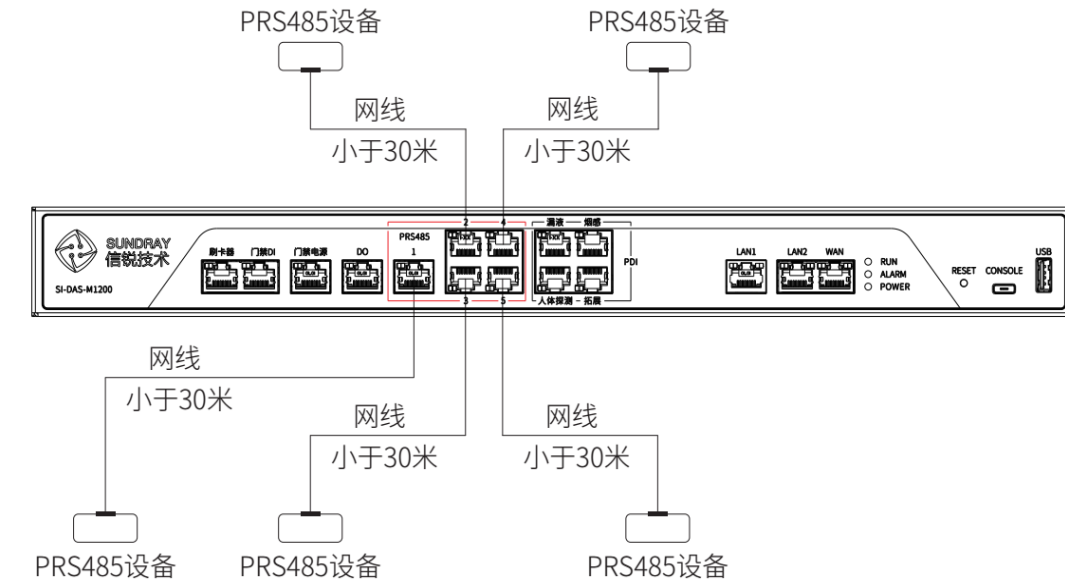 PRS485设备
PRS485设备
网线
网线
小于30米
小于30米
SUNDRAY
信锐技术
SI-DAS-M1200
刷卡器
门禁DI
门禁电源
DO
PRS485
1
2
4
3
5
漏液
烟感
PDI
人体探测 - 拓展
LAN1
LAN2
WAN
RUN
ALARM
POWER
RESET
CONSOLE
USB
网线
小于30米
网线
网线
小于30米
小于30米
PRS485设备
PRS485设备
PRS485设备